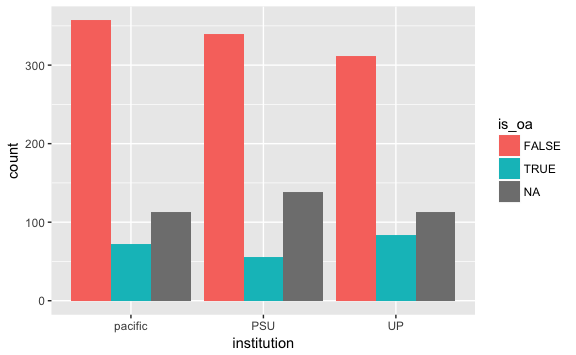 count
300
200
100
0
pacific
PSU
UP
institution
is_oa
FALSE
TRUE
NA